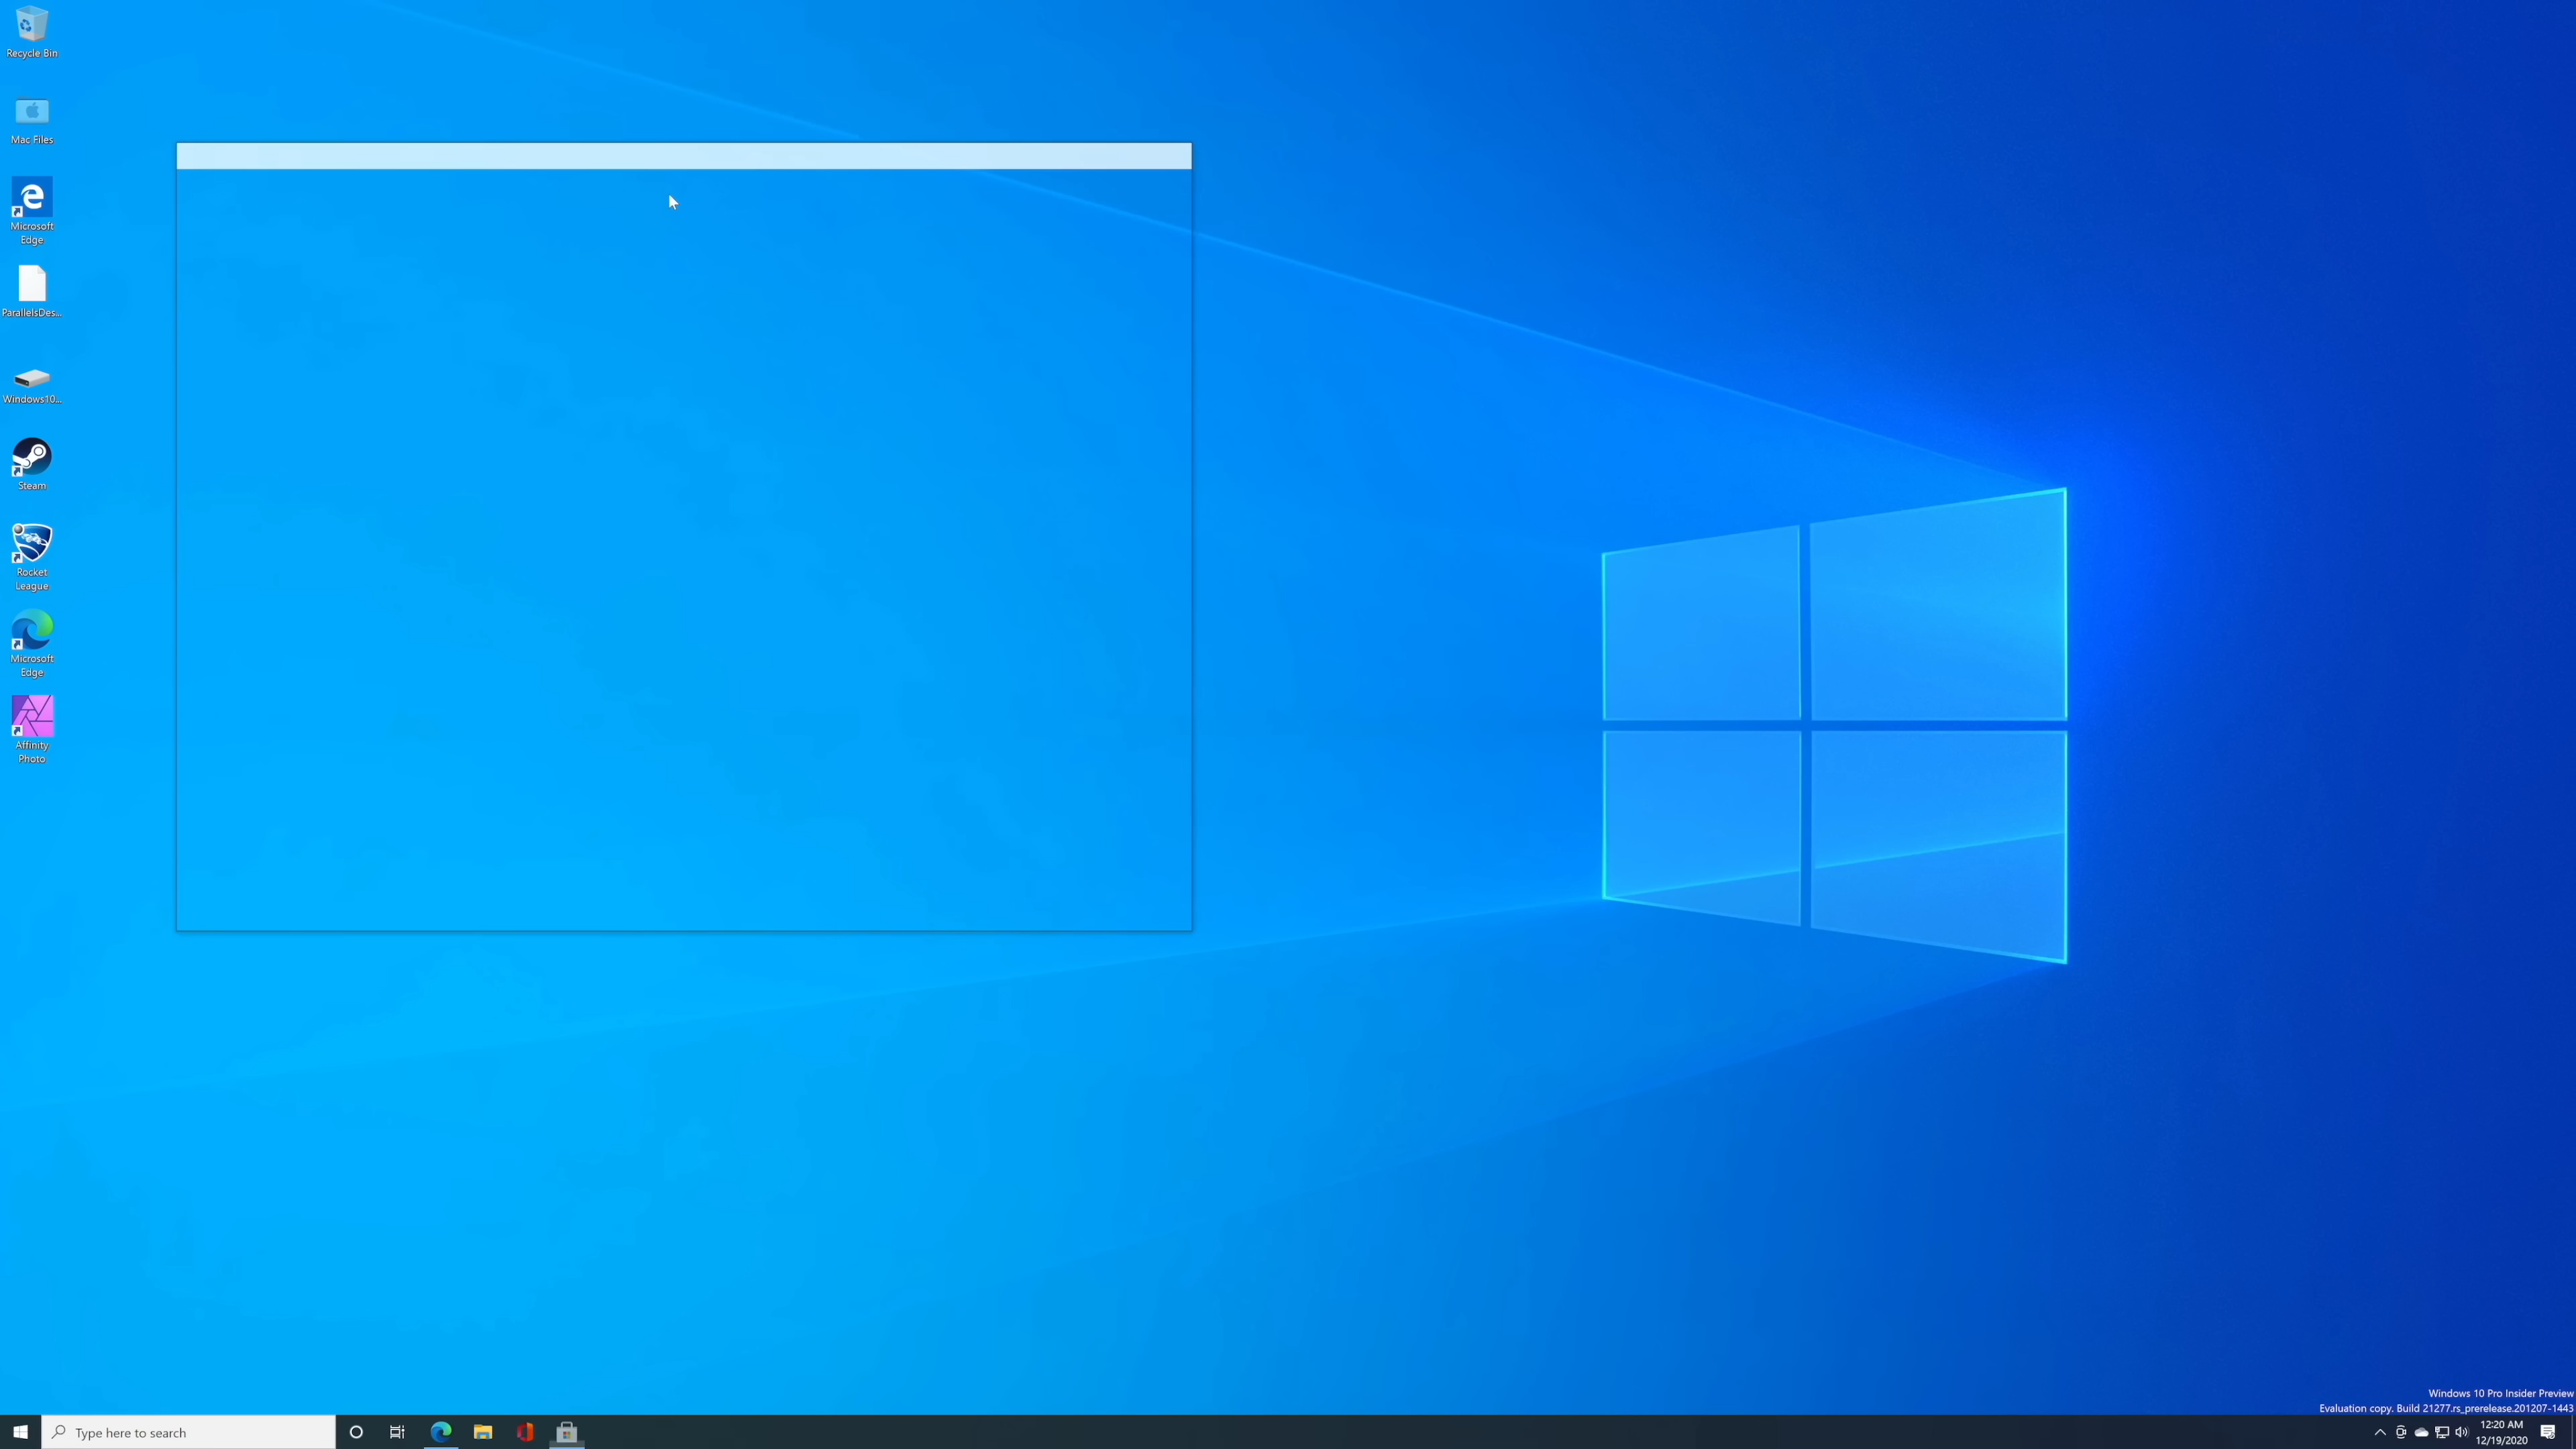 Recycle Bin
Mac Files
Microsoft
Edge
ParallelsDes...
Windows10...
Steam
Rocket
League
Microsoft
Edge
Affinity
Photo
Windows 10 Pro Insider Preview
Evaluation copy. Build 21277.rs_prerelease.201207-1443
Type here to search
12:20 AM
12/19/2020